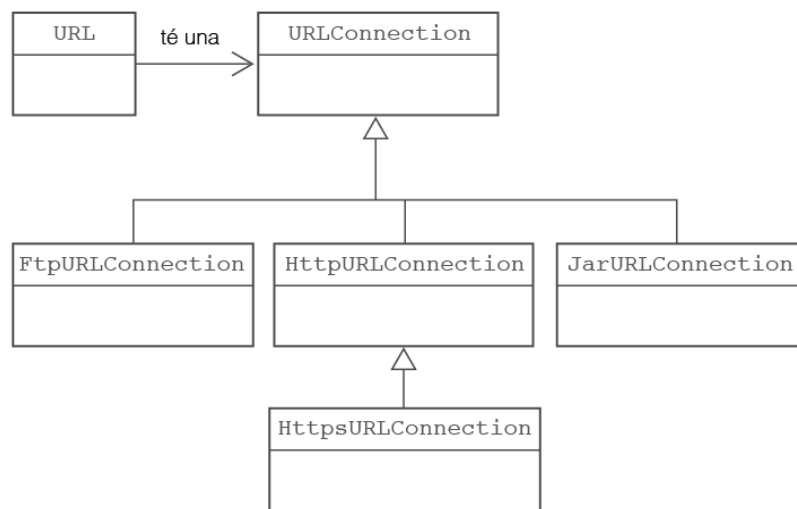 URL
té una
URLConnection
FtpURLConnection
HttpURLConnection
JarURLConnection
HttpsURLConnection